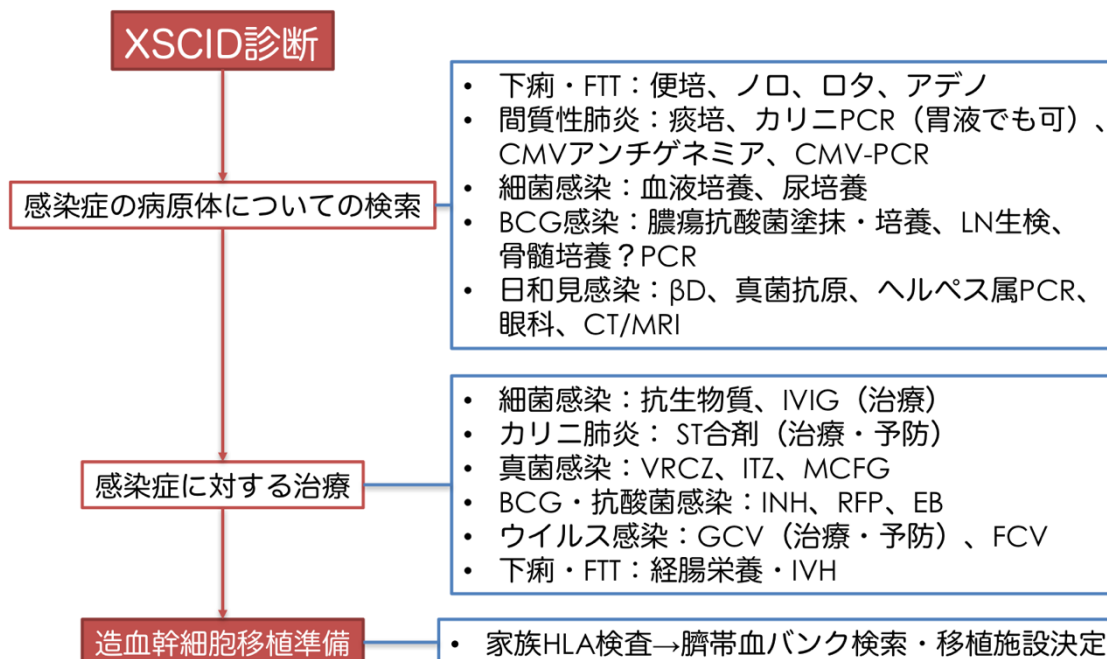 XSCID診断
• 下痢・FTT：便培、ノロ、ロタ、アデノ
• 間質性肺炎：痰培、カリニPCR（胃液でも可）、
CMVアンチゲネミア、CMV-PCR
• 細菌感染：血液培養、尿培養
• BCG感染：膿瘍抗酸菌塗抹・培養、LN生検、
骨髄培養？PCR
• 日和見感染：βD、真菌抗原、ヘルペス属PCR、
眼科、CT/MRI
感染症の病原体についての検索
• 細菌感染：抗生物質、IVIG（治療）
• カリニ肺炎： ST合剤（治療・予防）
• 真菌感染：VRCZ、ITZ、MCFG
• BCG・抗酸菌感染：INH、RFP、EB
• ウイルス感染：GCV（治療・予防）、FCV
• 下痢・FTT：経腸栄養・IVH
感染症に対する治療
造血幹細胞移植準備
• 家族HLA検査→臍帯血バンク検索・移植施設決定